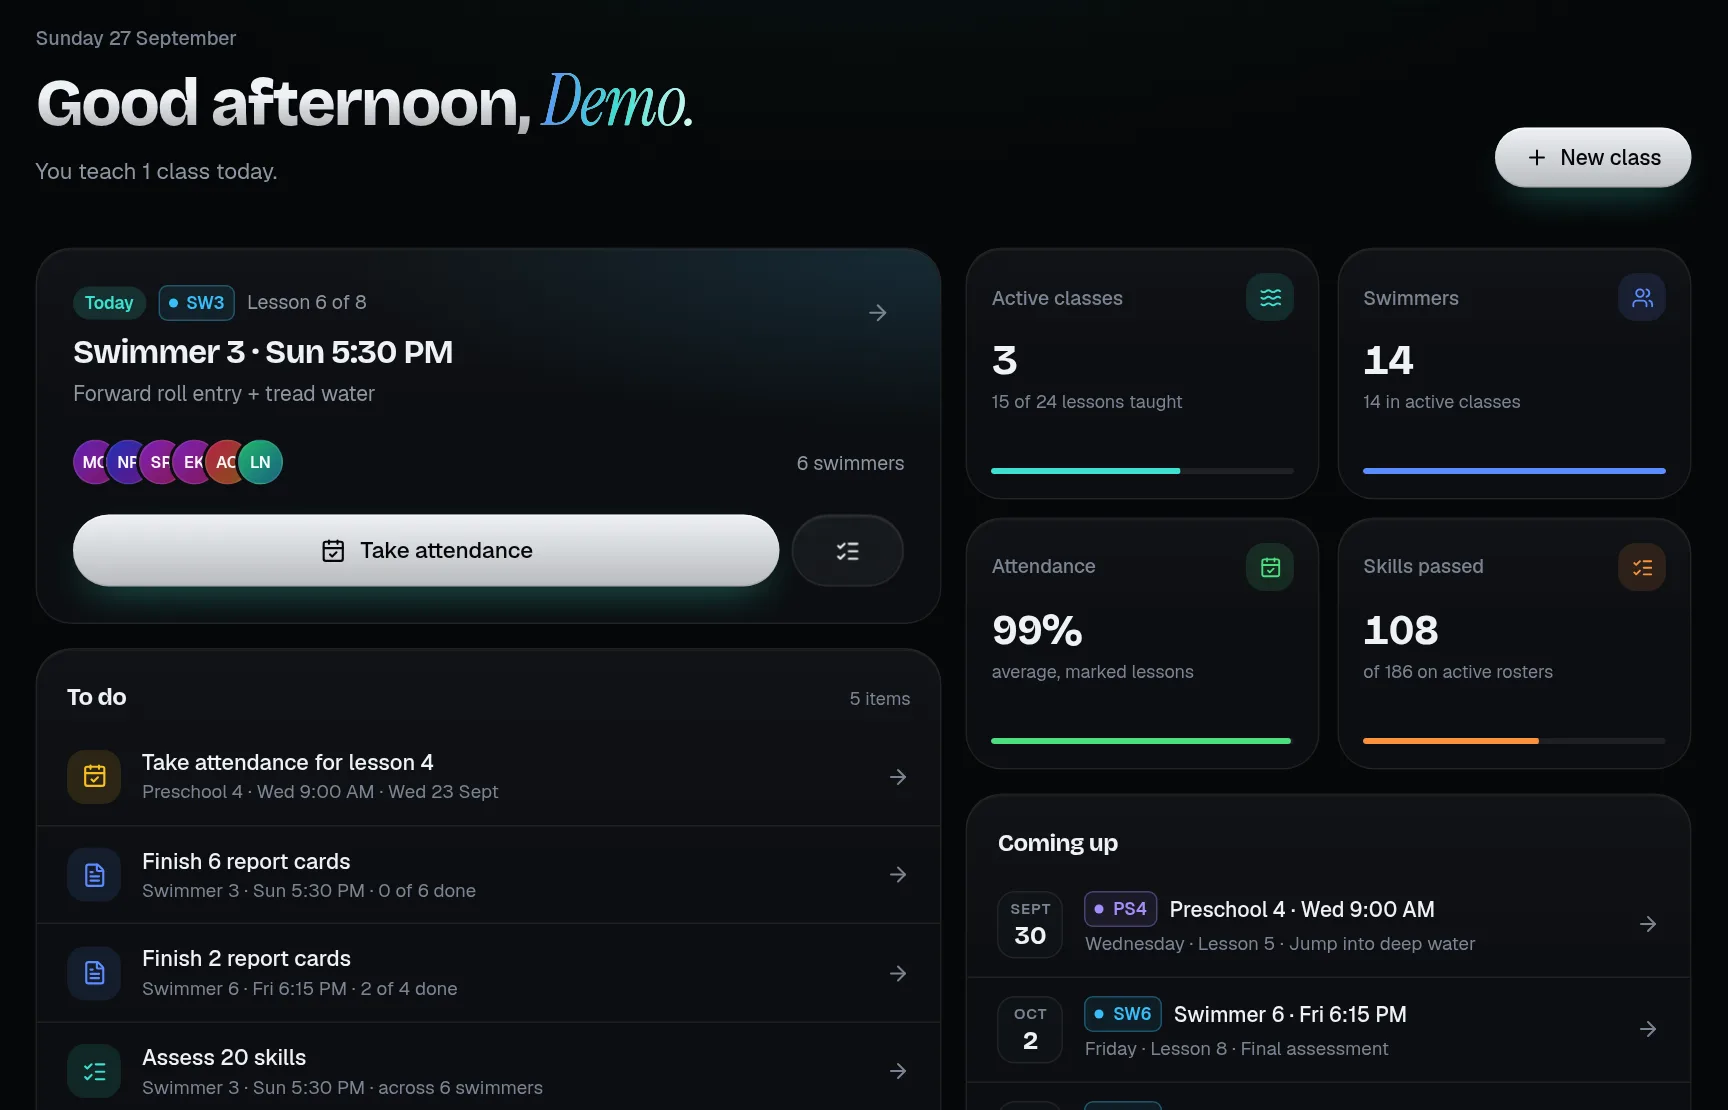 Sunday 27 September
Good afternoon, Demo.
You teach 1 class today.
New class
Today
SW3
Lesson 6 of 8
Swimmer 3 · Sun 5:30 PM
Forward roll entry + tread water
LN
6 swimmers
Take attendance
To do
5 items
Take attendance for lesson 4
Preschool 4 · Wed 9:00 AM · Wed 23 Sept
Finish 6 report cards
Swimmer 3 · Sun 5:30 PM · 0 of 6 done
Finish 2 report cards
Swimmer 6 · Fri 6:15 PM · 2 of 4 done
Assess 20 skills
Swimmer 3 · Sun 5:30 PM · across 6 swimmers
Active classes
3
15 of 24 lessons taught
Swimmers
14
14 in active classes
Attendance
99%
average, marked lessons
Skills passed
108
of 186 on active rosters
Coming up
SEPT
30
PS4
Preschool 4 · Wed 9:00 AM
Wednesday · Lesson 5 · Jump into deep water
OCT
2
SW6
Swimmer 6 · Fri 6:15 PM
Friday · Lesson 8 · Final assessment